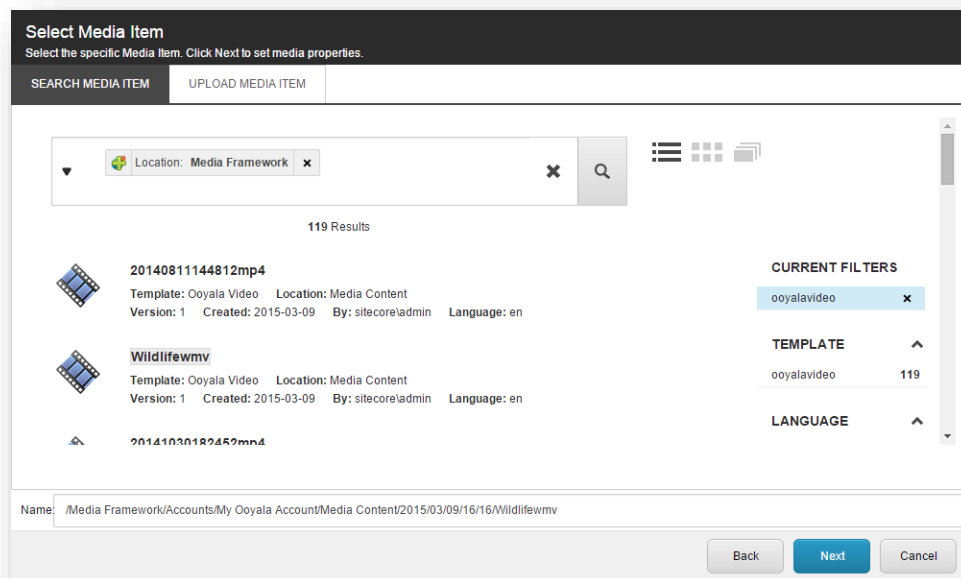 Select Media Item
Select the specific Media Item. Click Next to set media properties.
SEARCH MEDIA ITEM
UPLOAD MEDIA ITEM
Location: Media Framework
119 Results
20140811144812mp4
Template: Ooyala Video Location: Media Content
Version: 1 Created: 2015-03-09 By: sitecore\admin Language: en
Wildlifewmv
Template: Ooyala Video Location: Media Content
Version: 1 Created: 2015-03-09 By: sitecore\admin Language: en
20141030182452mp4
CURRENT FILTERS
ooyalavideo
TEMPLATE
ooyalavideo 119
LANGUAGE
Name: /Media Framework/Accounts/My Ooyala Account/Media Content/2015/03/09/16/16/Wildlifewmv
Back
Next
Cancel